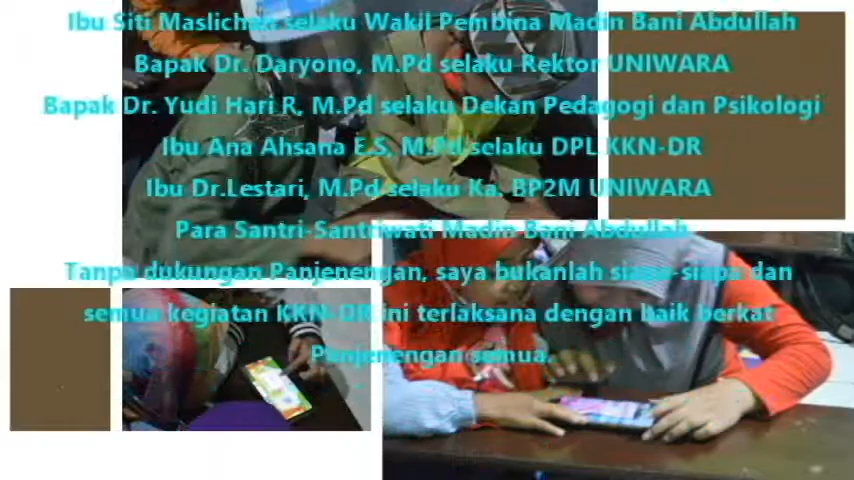 Ibu Siti Maslichah selaku Wakil Pembina Madin Bani Abdullah
Bapak Dr. Daryono, M.Pd selaku Rektor UNIWARA
Bapak Dr. Yudi Hari R, M.Pd selaku Dekan Pedagogi dan Psikologi
Ibu Ana Ahsana E.S, M.Pd selaku DPL KKN-DR
Ibu Dr.Lestari, M.Pd selaku Ka. BP2M UNIWARA
Para Santri-Santriwati Madin Bani Abdullah
Tanpa dukungan Panjenengan, saya bukanlah siapa-siapa dan
semua kegiatan KKN-DR ini terlaksana dengan baik berkat
Panjenengan semua.